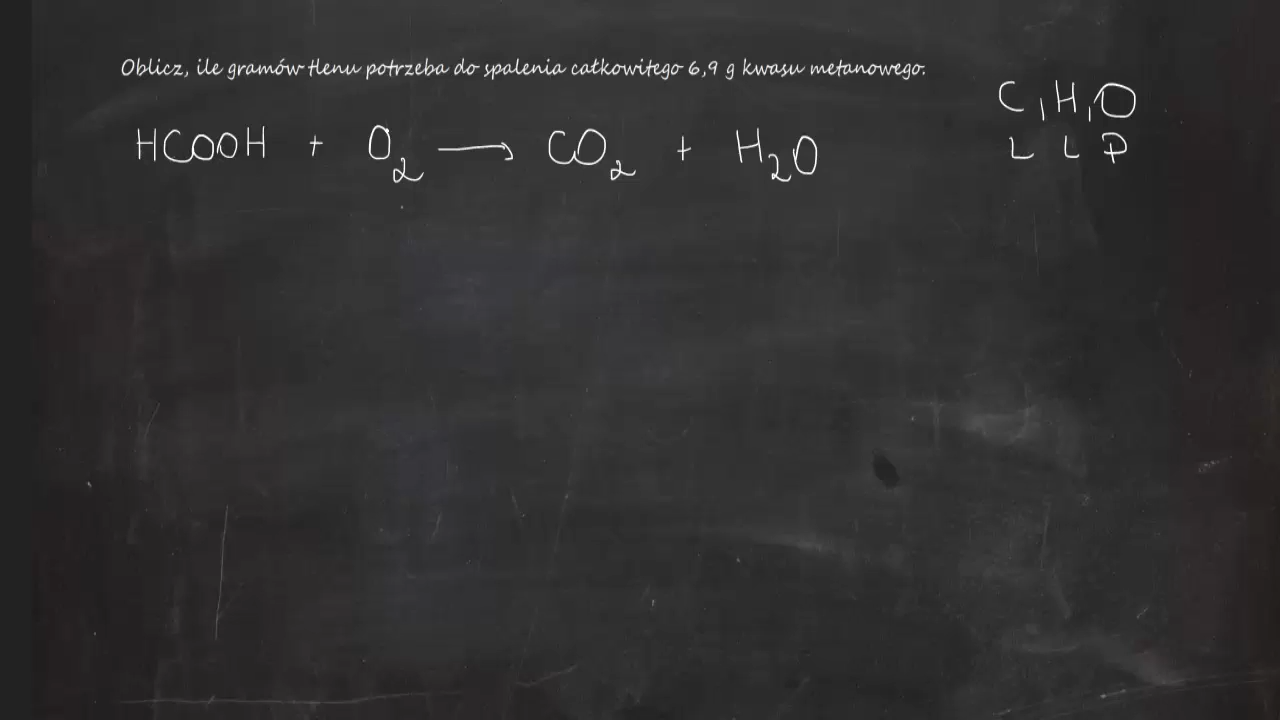 Oblicz, ile gramów tlenu potrzeba do spalenia całkowitego 6,9 g kwasu metanowego.
C, H, O
L L P
HCOOH + O₂ → CO₂ + H₂O